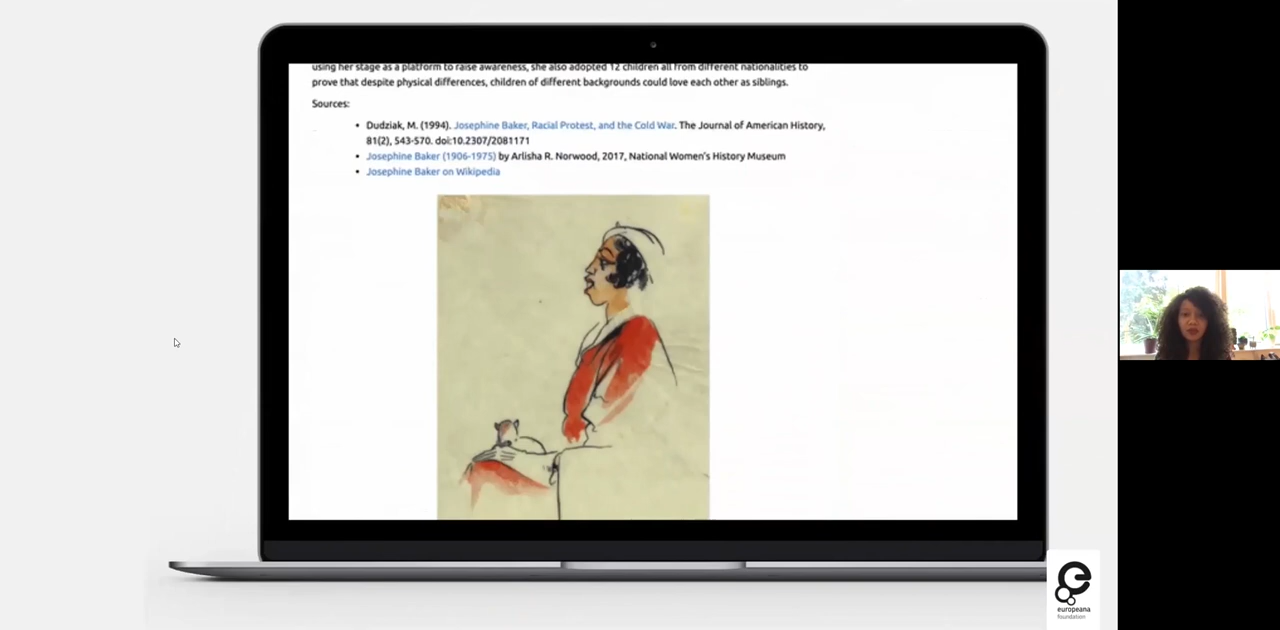 using her stage as a platform to raise awareness, she also adopted 12 children all from different nationalities to
prove that despite physical differences, children of different backgrounds could love each other as siblings.
Sources:
• Dudziak, M. (1994). Josephine Baker, Racial Protest, and the Cold War. The Journal of American History,
81(2), 543-570. doi:10.2307/2081171
• Josephine Baker (1906-1975) by Arlisha R. Norwood, 2017, National Women's History Museum
• Josephine Baker on Wikipedia
europeana
foundation